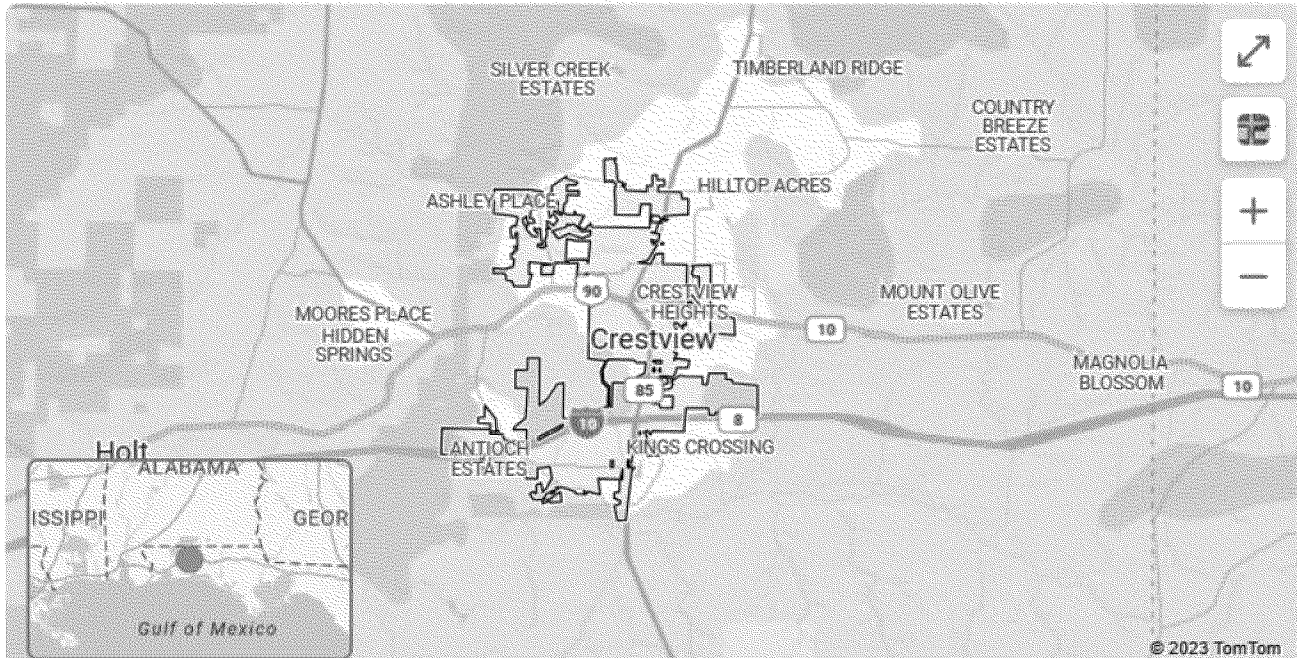 SILVER CREEK
ESTATES
TIMBERLAND RIDGE
COUNTRY
BREEZE
ESTATES
ASHLEY PLACE
HILLTOP ACRES
90
CRESTVIEW
HEIGHTS
MOUNT OLIVE
ESTATES
MOORES PLACE
HIDDEN
SPRINGS
10
Crestview
MAGNOLIA
BLOSSOM
10
85
10
8
Holt
ANTIOCH
ESTATES
KINGS CROSSING
ALABAMA
ISSIPPI
GEOR
Gulf of Mexico
© 2023 TomTom